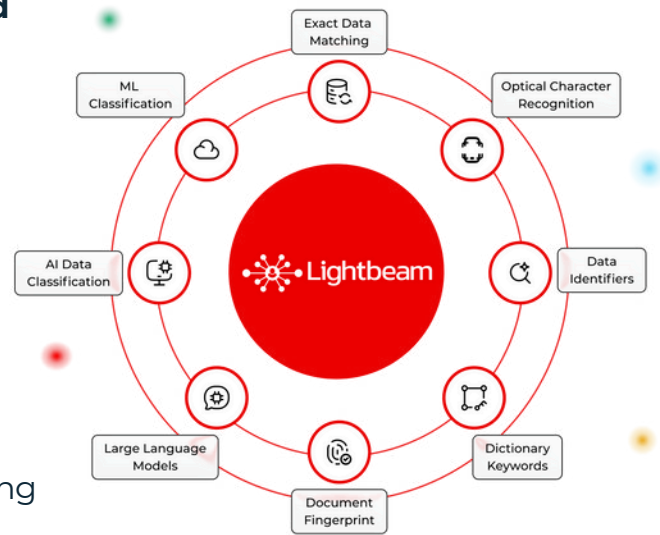 d
Exact Data
Matching
ML
Classification
Optical Character
Recognition
AI Data
Classification
Lightbeam
Data
Identifiers
Large Language
Models
Dictionary
Keywords
ng
Document
Fingerprint